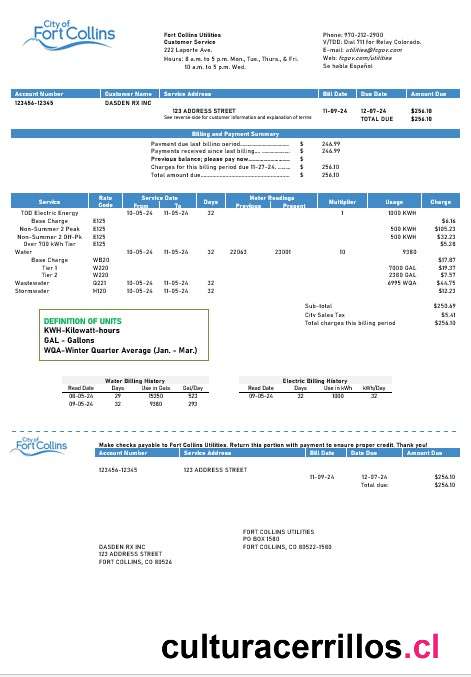 City of
Fort Collins
Fort Collins Utilities
Customer Service
222 Laporte Ave.
Hours: 8 a.m. to 5 p.m. Mon., Tue., Thurs., & Fri.
10 a.m. to 5 p.m. Wed.
Phone: 970-212-2900
V/TDD: Dial 711 for Relay Colorado.
E-mail: utilities@fcgov.com
Web: fcgov.com/utilities
Se hable Español
Account Number Customer Name Service Address Bill Date Due Date Amount Due
123456-12345 DASDEN RX INC
123 ADDRESS STREET 11-09-24 12-07-24 $256.10
See reverse-side for customer information and explanation of terms TOTAL DUE $256.10
Billing and Payment Summary
Payment due last billing period $ 246.99
Payments received since last billing $ 246.99
Previous balance; please pay now $
Charges for this billing period due 11-27-24 $ 256.10
Total amount due $ 256.10
Service Rate Code Service Date From To Days Meter Readings Previous Present Multiplier Usage Charge
TOD Electric Energy 10-05-24 11-05-24 32 1 1000 KWH
Base Charge E125 $6.16
Non-Summer 2 Peak E125 500 KWH $105.23
Non-Summer 2 Off-Pk E125 500 KWH $32.23
Over 700 kWh Tier E125 $5.28
Water 10-05-24 11-05-24 32 22063 23001 10 9380
Base Charge WB20 $17.87
Tier 1 W220 7000 GAL $19.37
Tier 2 W220 2380 GAL $7.57
Wastewater Q221 10-05-24 11-05-24 32 6995 WQA $44.75
Stormwater H120 10-05-24 11-05-24 32 $12.23
Sub-total $250.69
City Sales Tax $5.41
Total charges this billing period $256.10
DEFINITION OF UNITS
KWH-Kilowatt-hours
GAL - Gallons
WQA-Winter Quarter Average (Jan. - Mar.)
Water Billing History Electric Billing History
Read Date Days Use in Gals Gal/Day Read Date Days Use in kWh kWh/Day
08-05-24 29 15350 523 09-05-24 32 1000 32
09-05-24 32 9380 293
City of
Fort Collins
Make checks payable to Fort Collins Utilities. Return this portion with payment to ensure proper credit. Thank you!
Account Number Service Address Bill Date Date Due Amount Due
123456-12345 123 ADDRESS STREET
11-09-24 12-07-24 $256.10
Total due: $256.10
FORT COLLINS UTILITIES
PO BOX 1580
FORT COLLINS, CO 80522-1580
DASDEN RX INC
123 ADDRESS STREET
FORT COLLINS, CO 80526
culturacerrillos.cl